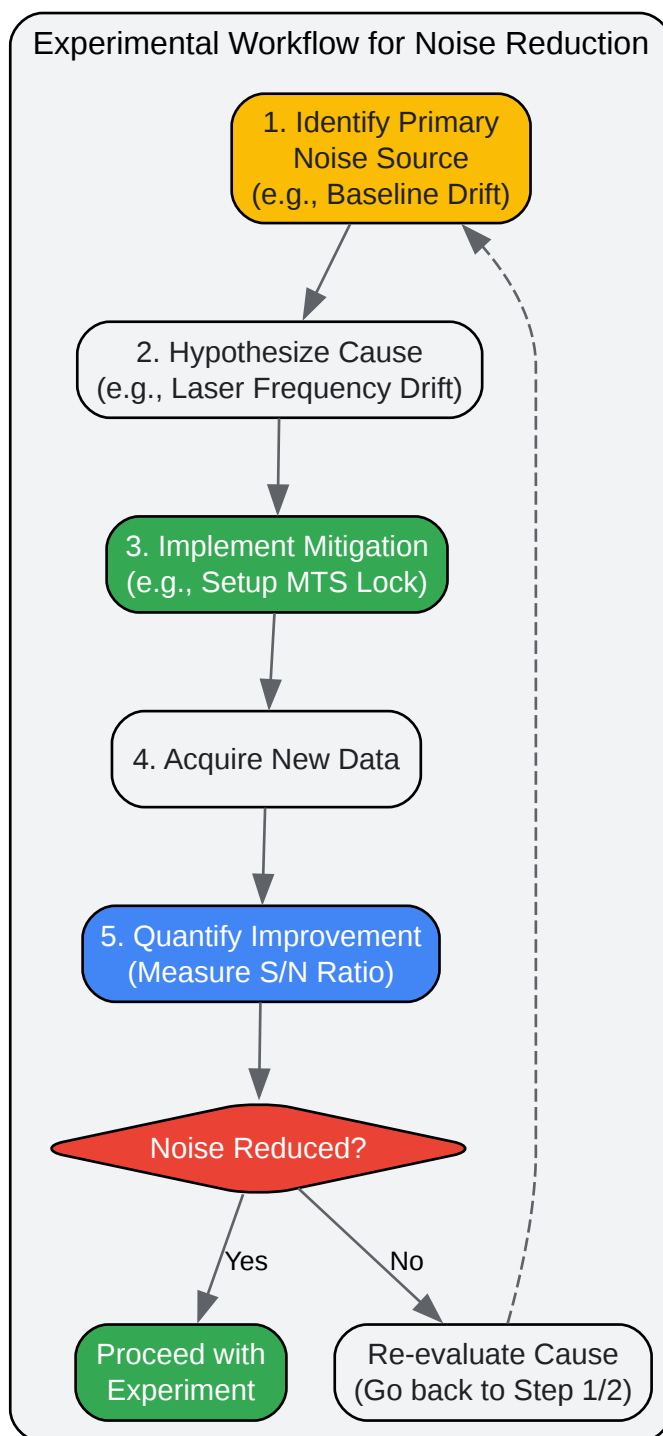 Experimental Workflow for Noise Reduction
1. Identify Primary
Noise Source
(e.g., Baseline Drift)
2. Hypothesize Cause
(e.g., Laser Frequency Drift)
3. Implement Mitigation
(e.g., Setup MTS Lock)
4. Acquire New Data
5. Quantify Improvement
(Measure S/N Ratio)
Noise Reduced?
Yes
No
Proceed with
Experiment
Re-evaluate Cause
(Go back to Step 1/2)